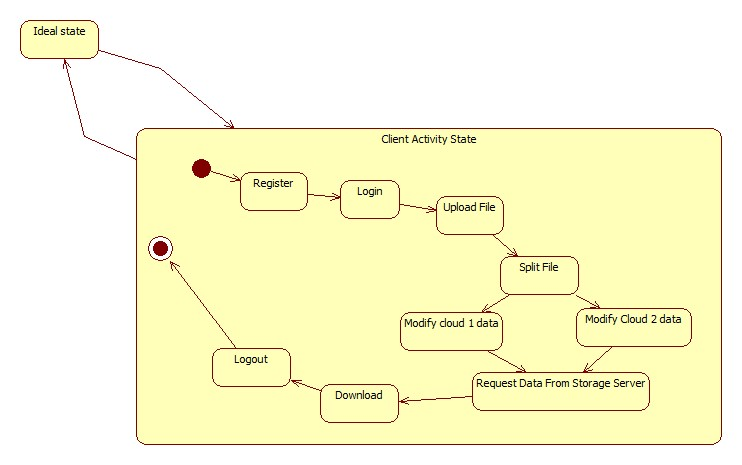 Ideal state
Client Activity State
Register
Login
Upload File
Split File
Modify cloud 1 data
Modify Cloud 2 data
Request Data From Storage Server
Download
Logout